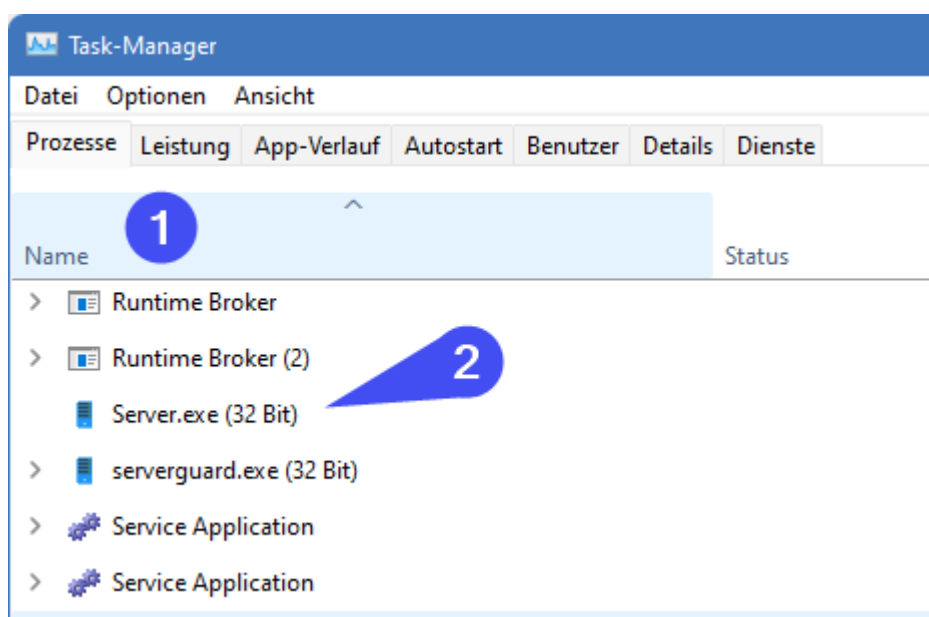 Task-Manager
Datei Optionen Ansicht
Prozesse Leistung App-Verlauf Autostart Benutzer Details Dienste
1
Name Status
Runtime Broker
Runtime Broker (2)
2
Server.exe (32 Bit)
serverguard.exe (32 Bit)
Service Application
Service Application